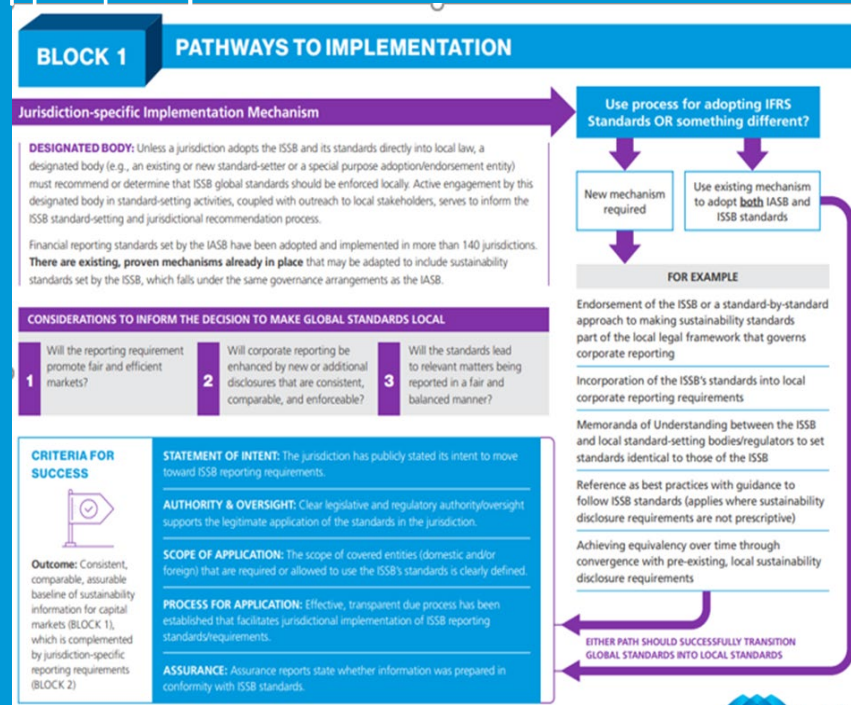 BLOCK 1
PATHWAYS TO IMPLEMENTATION
Jurisdiction-specific Implementation Mechanism
DESIGNATED BODY: Unless a jurisdiction adopts the ISSB and its standards directly into local law, a
designated body (e.g., an existing or new standard-setter or a special purpose adoption/endorsement entity)
must recommend or determine that ISSB global standards should be enforced locally. Active engagement by this
designated body in standard-setting activities, coupled with outreach to local stakeholders, serves to inform the
ISSB standard-setting and jurisdictional recommendation process.
Financial reporting standards set by the IASB have been adopted and implemented in more than 140 jurisdictions.
There are existing, proven mechanisms already in place that may be adapted to include sustainability
standards set by the ISSB, which falls under the same governance arrangements as the IASB.
CONSIDERATIONS TO INFORM THE DECISION TO MAKE GLOBAL STANDARDS LOCAL
1
Will the reporting requirement
promote fair and efficient
markets?
2
Will corporate reporting be
enhanced by new or additional
disclosures that are consistent,
comparable, and enforceable?
3
Will the standards lead
to relevant matters being
reported in a fair and
balanced manner?
CRITERIA FOR
SUCCESS
Outcome: Consistent,
comparable, assurable
baseline of sustainability
information for capital
markets (BLOCK 1),
which is complemented
by jurisdiction-specific
reporting requirements
(BLOCK 2)
STATEMENT OF INTENT: The jurisdiction has publicly stated its intent to move
toward ISSB reporting requirements.
AUTHORITY & OVERSIGHT: Clear legislative and regulatory authority/oversight
supports the legitimate application of the standards in the jurisdiction.
SCOPE OF APPLICATION: The scope of covered entities (domestic and/or
foreign) that are required or allowed to use the ISSB's standards is clearly defined.
PROCESS FOR APPLICATION: Effective, transparent due process has been
established that facilitates jurisdictional implementation of ISSB reporting
standards/requirements.
ASSURANCE: Assurance reports state whether information was prepared in
conformity with ISSB standards.
Use process for adopting IFRS
Standards OR something different?
New mechanism
required
Use existing mechanism
to adopt both IASB and
ISSB standards
FOR EXAMPLE
Endorsement of the ISSB or a standard-by-standard
approach to making sustainability standards
part of the local legal framework that governs
corporate reporting
Incorporation of the ISSB's standards into local
corporate reporting requirements
Memoranda of Understanding between the ISSB
and local standard-setting bodies/regulators to set
standards identical to those of the ISSB
Reference as best practices with guidance to
follow ISSB standards (applies where sustainability
disclosure requirements are not prescriptive)
Achieving equivalency over time through
convergence with pre-existing, local sustainability
disclosure requirements
EITHER PATH SHOULD SUCCESSFULLY TRANSITION
GLOBAL STANDARDS INTO LOCAL STANDARDS